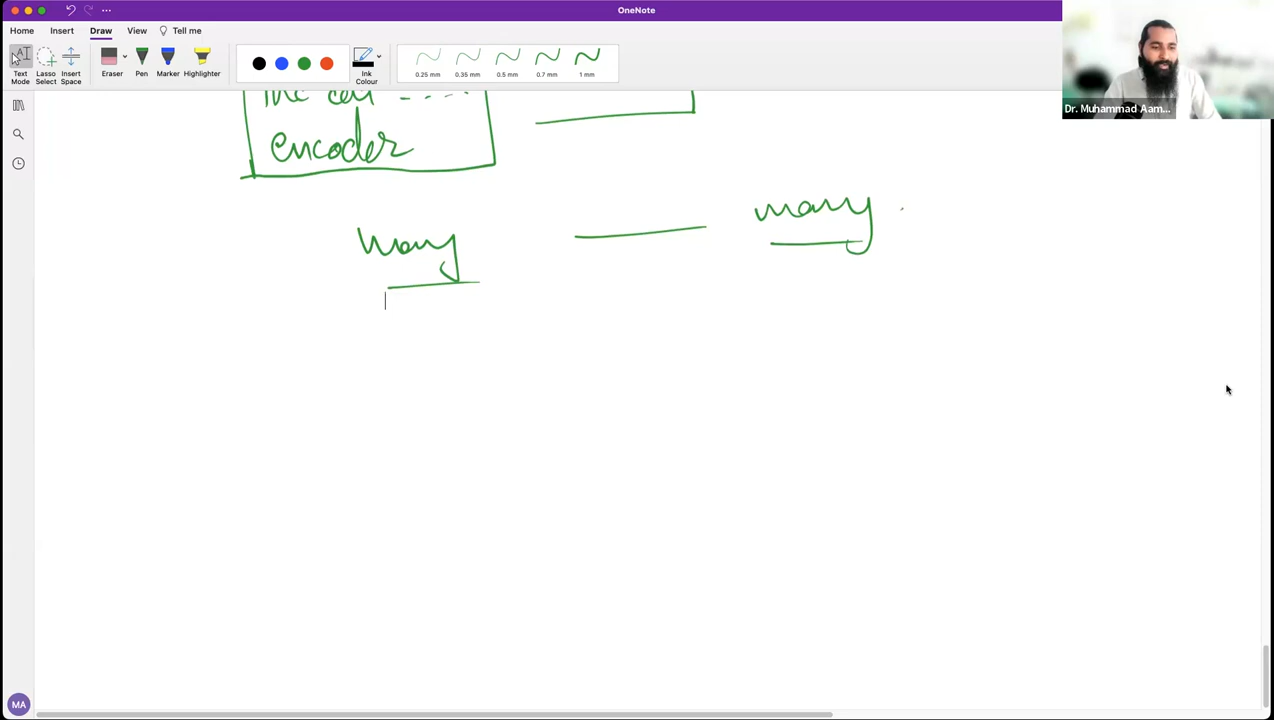 OneNote
Home Insert Draw View Tell me
Text Mode
Lasso Select
Insert Space
Eraser
Pen
Marker
Highlighter
Ink Colour
0.25 mm 0.35 mm 0.5 mm 0.7 mm 1 mm
Dr. Muhammad Aam...
The cat - - - -
encoder
many many
MA